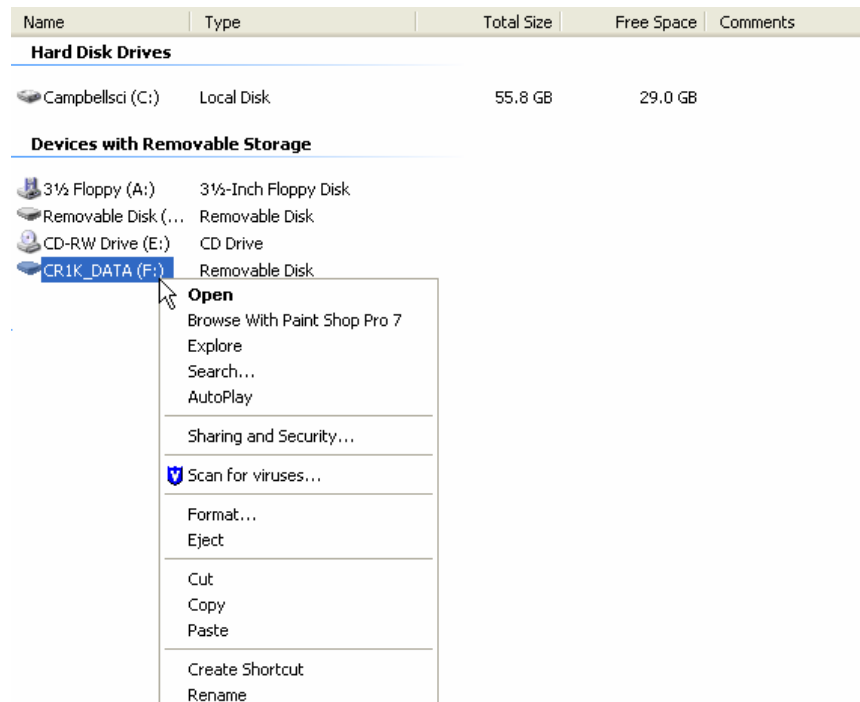 Name Type Total Size Free Space Comments
Hard Disk Drives
Campbellsci (C:) Local Disk 55.8 GB 29.0 GB
Devices with Removable Storage
3½ Floppy (A:) 3½-Inch Floppy Disk
Removable Disk (... Removable Disk
CD-RW Drive (E:) CD Drive
CR1K_DATA (F:) Removable Disk
Open
Browse With Paint Shop Pro 7
Explore
Search...
AutoPlay
Sharing and Security...
Scan for viruses...
Format...
Eject
Cut
Copy
Paste
Create Shortcut
Rename